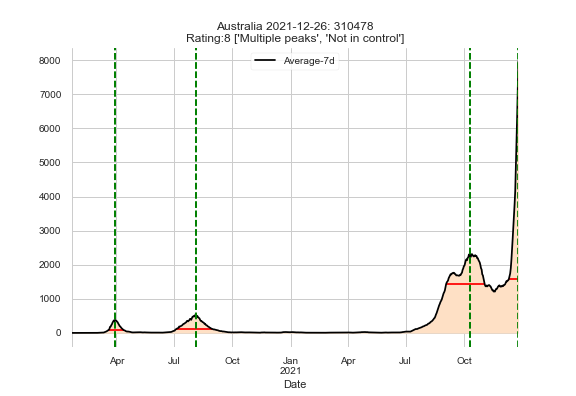 Australia 2021-12-26: 310478
Rating:8 ['Multiple peaks', 'Not in control']
Average-7d
8000
7000
6000
5000
4000
3000
2000
1000
0
Apr Jul Oct Jan Apr Jul Oct
2021
Date